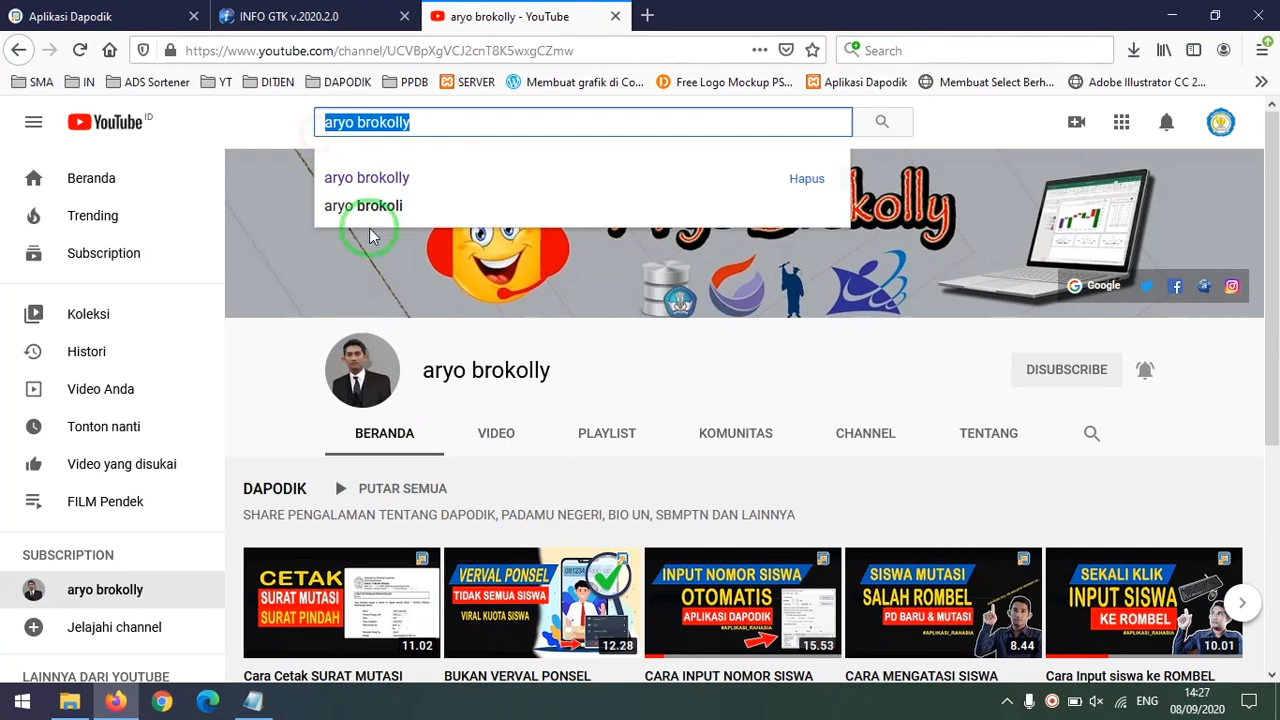 Aplikasi Dapodik
INFO GTK v.2020.2.0
aryo brokolly - YouTube
https://www.youtube.com/channel/UCVBpXgVCJ2cnT8K5wxgCZmw
Search
SMA
IN
ADS Sortener
YT
DITJEN
DAPODIK
PPDB
SERVER
Membuat grafik di Co...
Free Logo Mockup PS...
Aplikasi Dapodik
Membuat Select Berh...
Adobe Illustrator CC 2...
YouTube ID
aryo brokolly
aryo brokolly
Hapus
aryo brokoli
Beranda
Trending
Subscription
Koleksi
Histori
Video Anda
Tonton nanti
Video yang disukai
FILM Pendek
SUBSCRIPTION
aryo brokolly
Jelajahi channel
LAINNYA DARI YOUTUBE
Google
aryo brokolly
DISUBSCRIBE
BERANDA
VIDEO
PLAYLIST
KOMUNITAS
CHANNEL
TENTANG
DAPODIK
PUTAR SEMUA
SHARE PENGALAMAN TENTANG DAPODIK, PADAMU NEGERI, BIO UN, SBMPTN DAN LAINNYA
CETAK
SURAT MUTASI
SURAT PINDAH
11.02
VERVAL PONSEL
TIDAK SEMUA SISWA
VIRAL KUOTA SISWA
12.28
INPUT NOMOR SISWA
OTOMATIS
APLIKASI DAPODIK
#APLIKASI_RAHASIA
15.53
SISWA MUTASI
SALAH ROMBEL
PD BARU & MUTASI
#APLIKASI_RAHASIA
8.44
SEKALI KLIK
INPUT SISWA
KE ROMBEL
#APLIKASI_RAHASIA
10.01
Cara Cetak SURAT MUTASI
BUKAN VERVAL PONSEL
CARA INPUT NOMOR SISWA
CARA MENGATASI SISWA
Cara Input siswa ke ROMBEL
ENG
14:27
08/09/2020